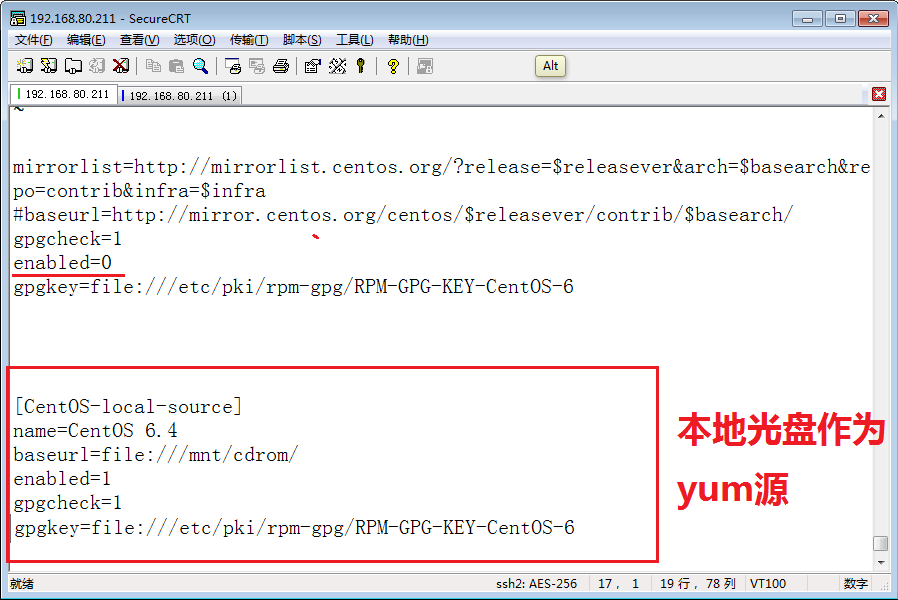 192.168.80.211 - SecureCRT
文件(F) 编辑(E) 查看(V) 选项(O) 传输(T) 脚本(S) 工具(L) 帮助(H)
Alt
192.168.80.211 192.168.80.211 (1)
~
mirrorlist=http://mirrorlist.centos.org/?release=$releasever&arch=$basearch&re
po=contrib&infra=$infra
#baseurl=http://mirror.centos.org/centos/$releasever/contrib/$basearch/
gpgcheck=1
enabled=0
gpgkey=file:///etc/pki/rpm-gpg/RPM-GPG-KEY-CentOS-6
[CentOS-local-source]
name=CentOS 6.4
baseurl=file:///mnt/cdrom/
enabled=1
gpgcheck=1
gpgkey=file:///etc/pki/rpm-gpg/RPM-GPG-KEY-CentOS-6
本地光盘作为
yum源
就绪 ssh2: AES-256 17, 1 19 行, 78 列 VT100 数字